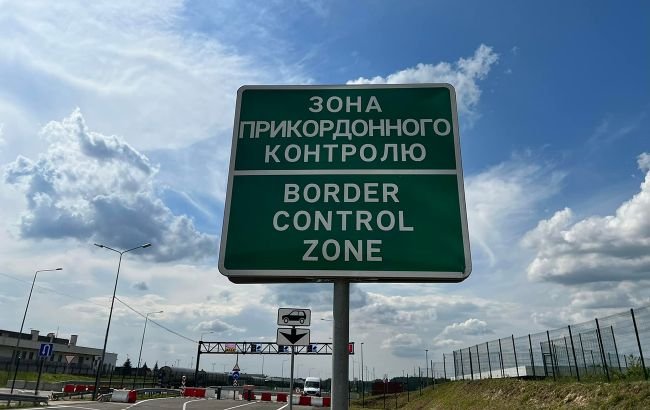 ЗОНА
ПРИКОРДОННОГО
КОНТРОЛЮ
BORDER
CONTROL
ZONE